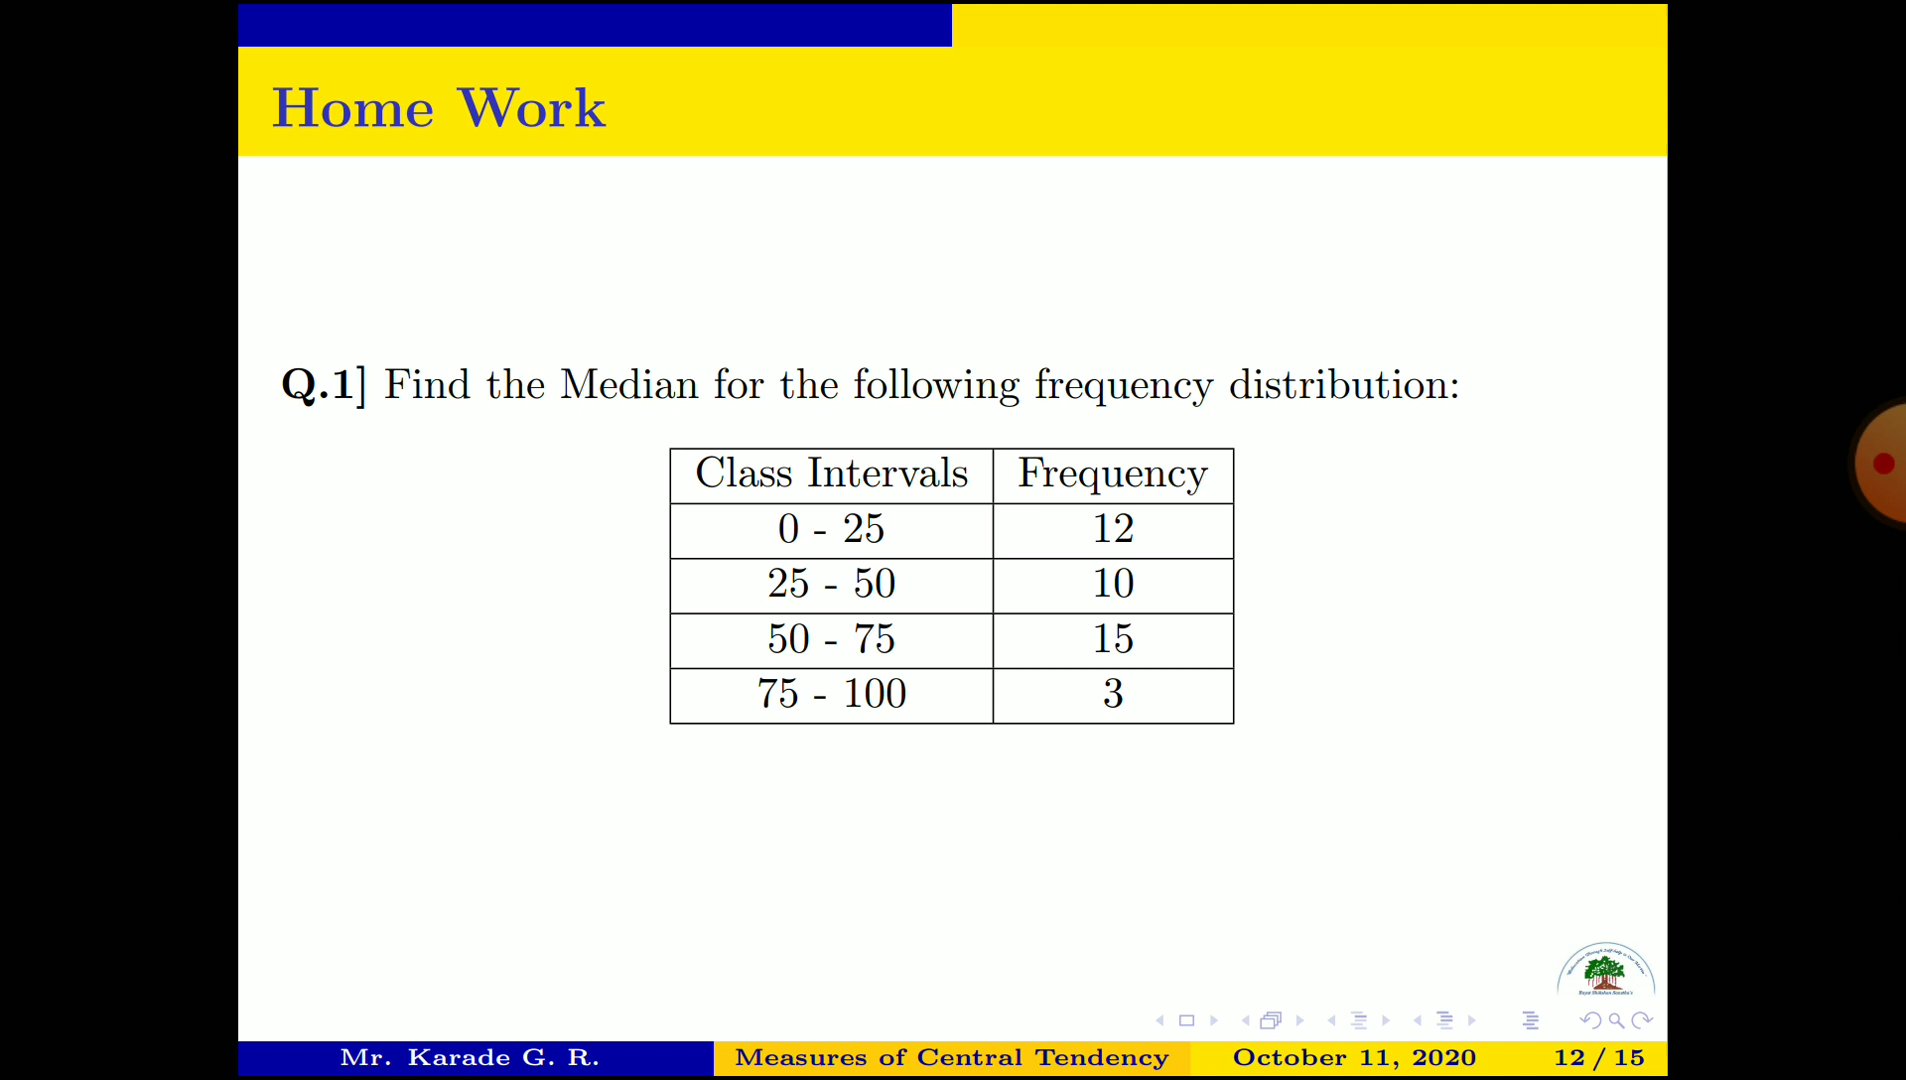 Home Work
Q.1] Find the Median for the following frequency distribution:
Class Intervals Frequency
0 - 25 12
25 - 50 10
50 - 75 15
75 - 100 3
Mr. Karade G. R. Measures of Central Tendency October 11, 2020 12 / 15